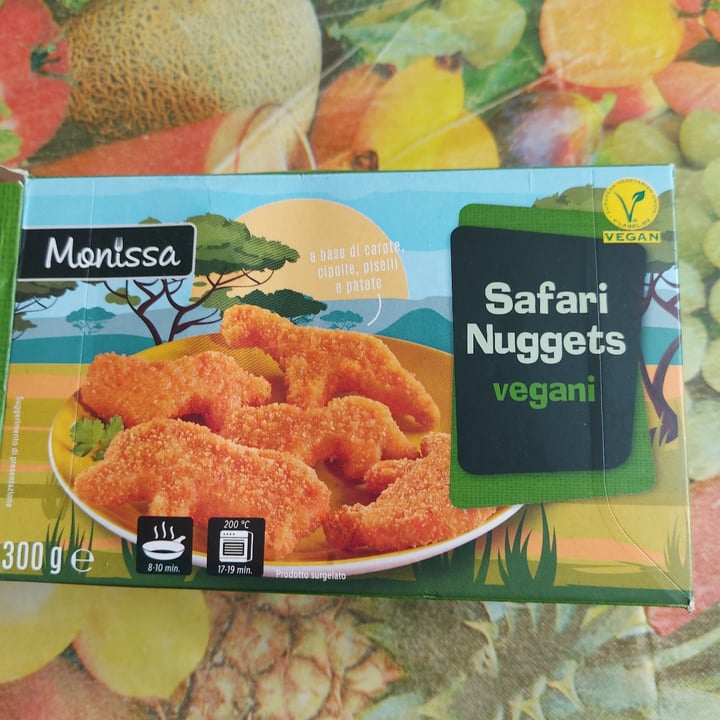 Monissa
a base di carote,
cipolle, piselli
e patate
VEGAN
Safari
Nuggets
vegani
Suggerimento di presentazione
300 g e
8-10 min.
200 °C
17-19 min.
Prodotto surgelato